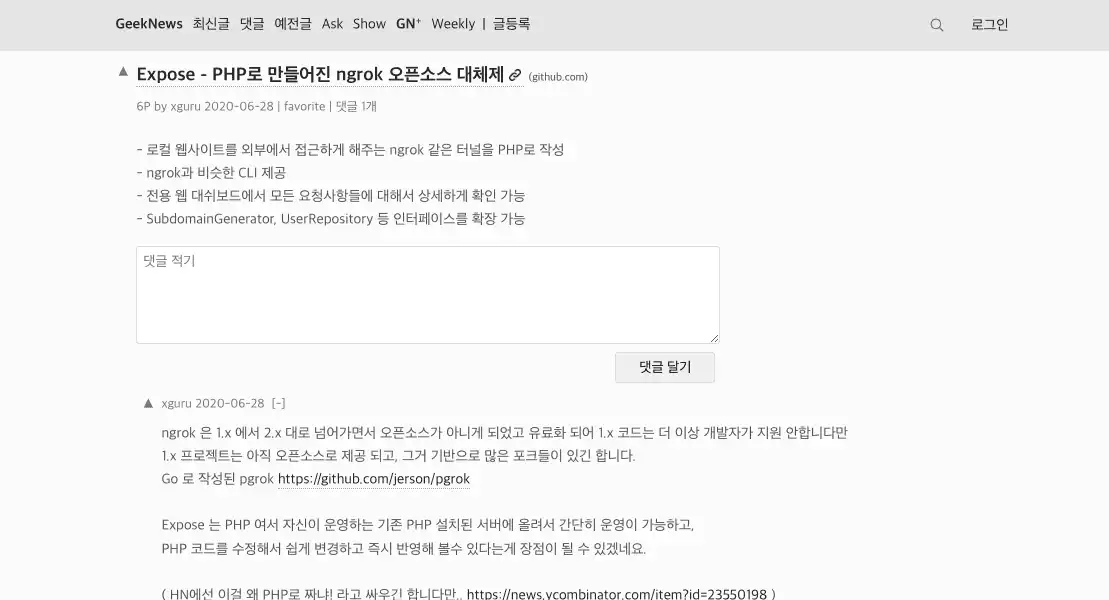 GeekNews 최신글 댓글 예전글 Ask Show GN⁺ Weekly | 글등록 로그인
▲ Expose - PHP로 만들어진 ngrok 오픈소스 대체제 (github.com)
6P by xguru 2020-06-28 | favorite | 댓글 1개
- 로컬 웹사이트를 외부에서 접근하게 해주는 ngrok 같은 터널을 PHP로 작성
- ngrok과 비슷한 CLI 제공
- 전용 웹 대쉬보드에서 모든 요청사항들에 대해서 상세하게 확인 가능
- SubdomainGenerator, UserRepository 등 인터페이스를 확장 가능
댓글 적기
댓글 달기
▲ xguru 2020-06-28 [-]
ngrok 은 1.x 에서 2.x 대로 넘어가면서 오픈소스가 아니게 되었고 유료화 되어 1.x 코드는 더 이상 개발자가 지원 안합니다만
1.x 프로젝트는 아직 오픈소스로 제공 되고, 그거 기반으로 많은 포크들이 있긴 합니다.
Go 로 작성된 pgrok https://github.com/jerson/pgrok
Expose 는 PHP 여서 자신이 운영하는 기존 PHP 설치된 서버에 올려서 간단히 운영이 가능하고,
PHP 코드를 수정해서 쉽게 변경하고 즉시 반영해 볼수 있다는게 장점이 될 수 있겠네요.
( HN에선 이걸 왜 PHP로 짜냐! 라고 싸우긴 합니다만.. https://news.ycombinator.com/item?id=23550198 )